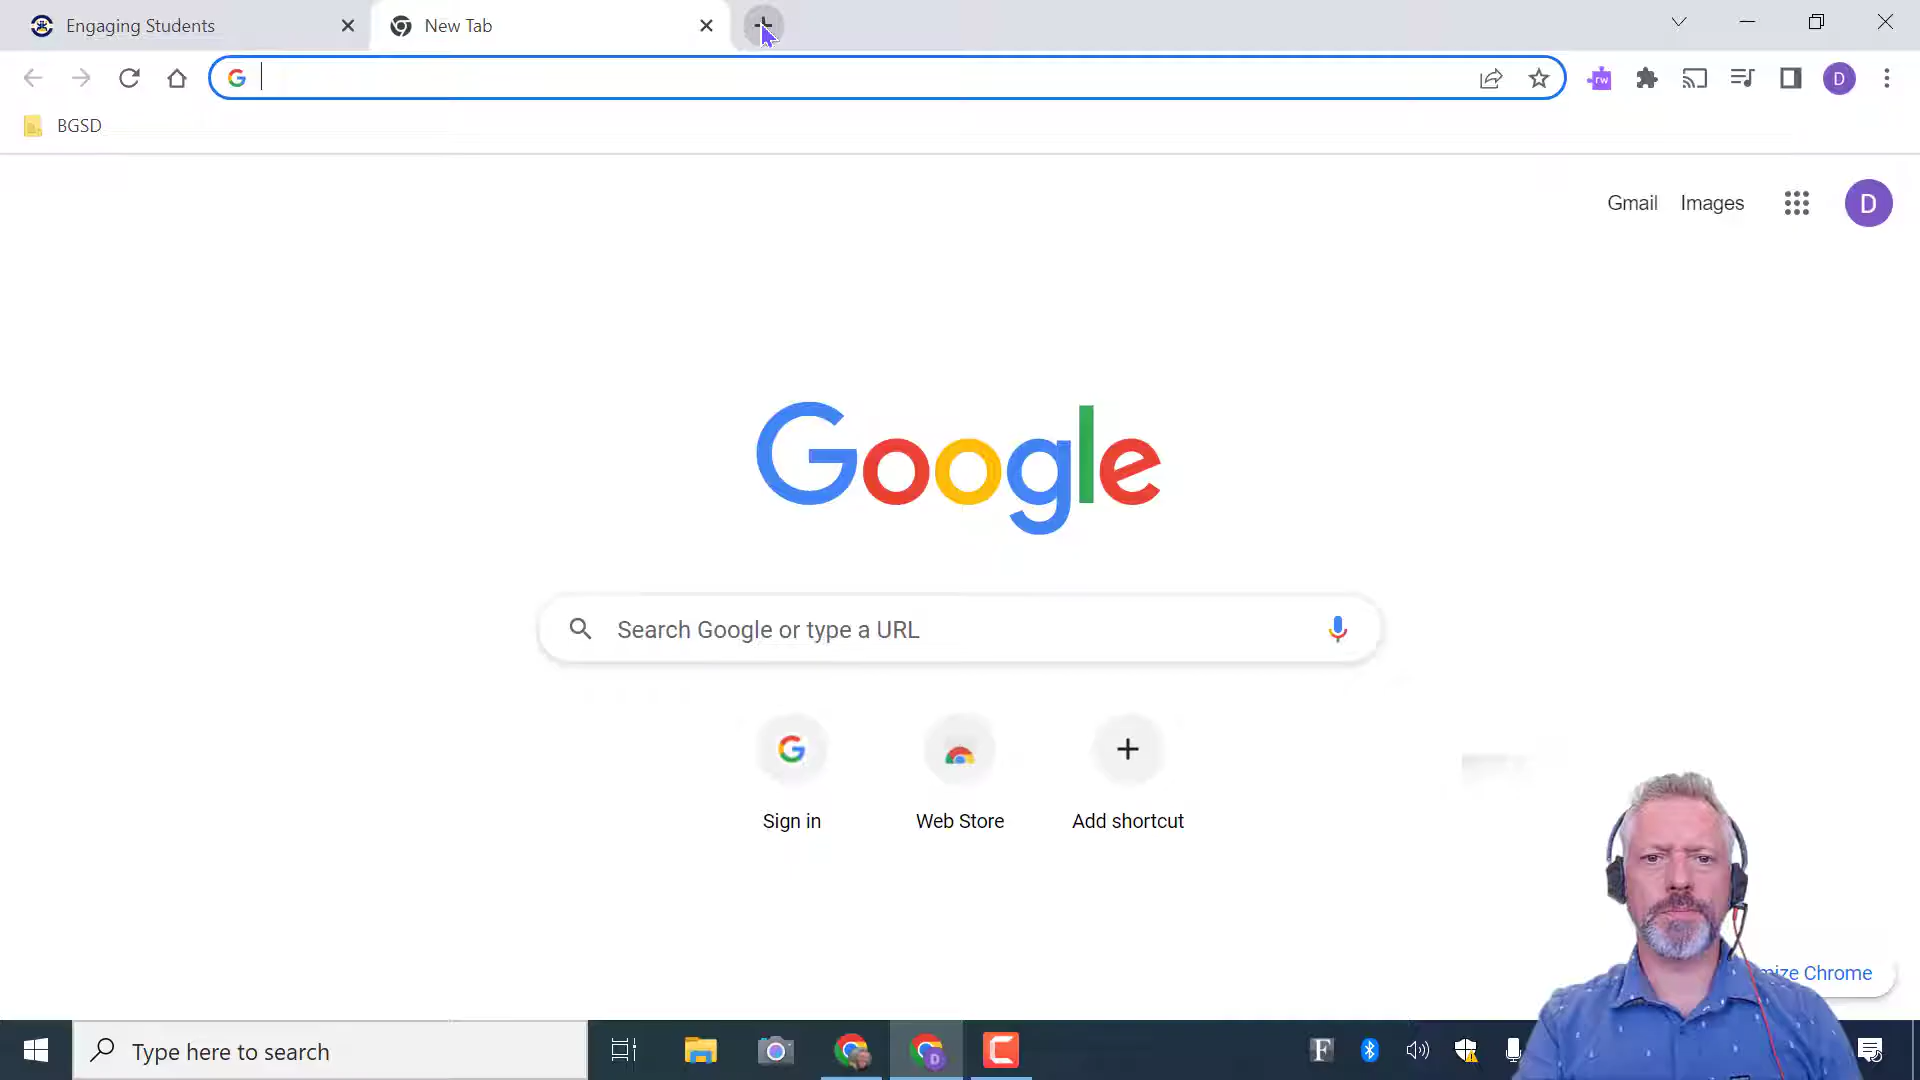 Engaging Students
New Tab
BGSD
Gmail Images
D
Google
Search Google or type a URL
Sign in
Web Store
Add shortcut
mize Chrome
Type here to search